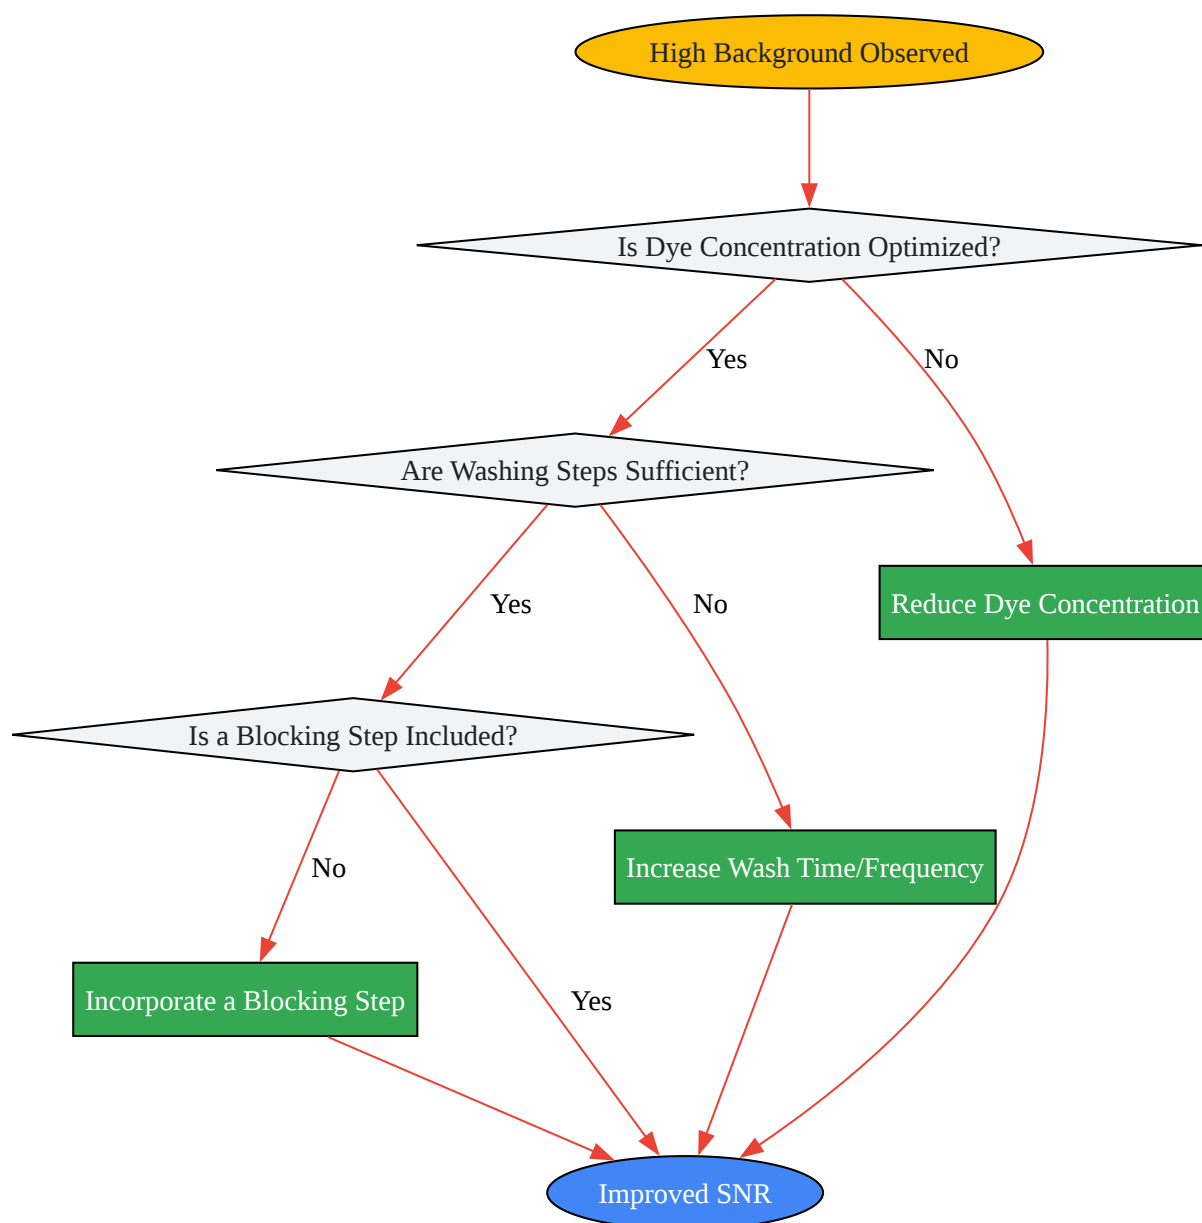 High Background Observed
Is Dye Concentration Optimized?
Yes
No
Are Washing Steps Sufficient?
Yes
No
Reduce Dye Concentration
Is a Blocking Step Included?
No
Increase Wash Time/Frequency
Incorporate a Blocking Step
Yes
Improved SNR